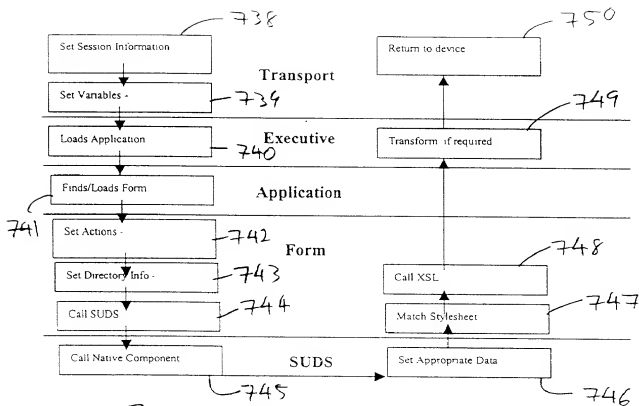 738
750
Set Session Information
Return to device
Transport
Set Variables -
739
749
Loads Application
740
Executive
Transform if required
Finds/Loads Form
741
Application
Set Actions -
742
Form
Set Directory Info -
743
748
Call XSL
744
Call SUDS
747
Match Stylesheet
Call Native Component
745
SUDS
Set Appropriate Data
746